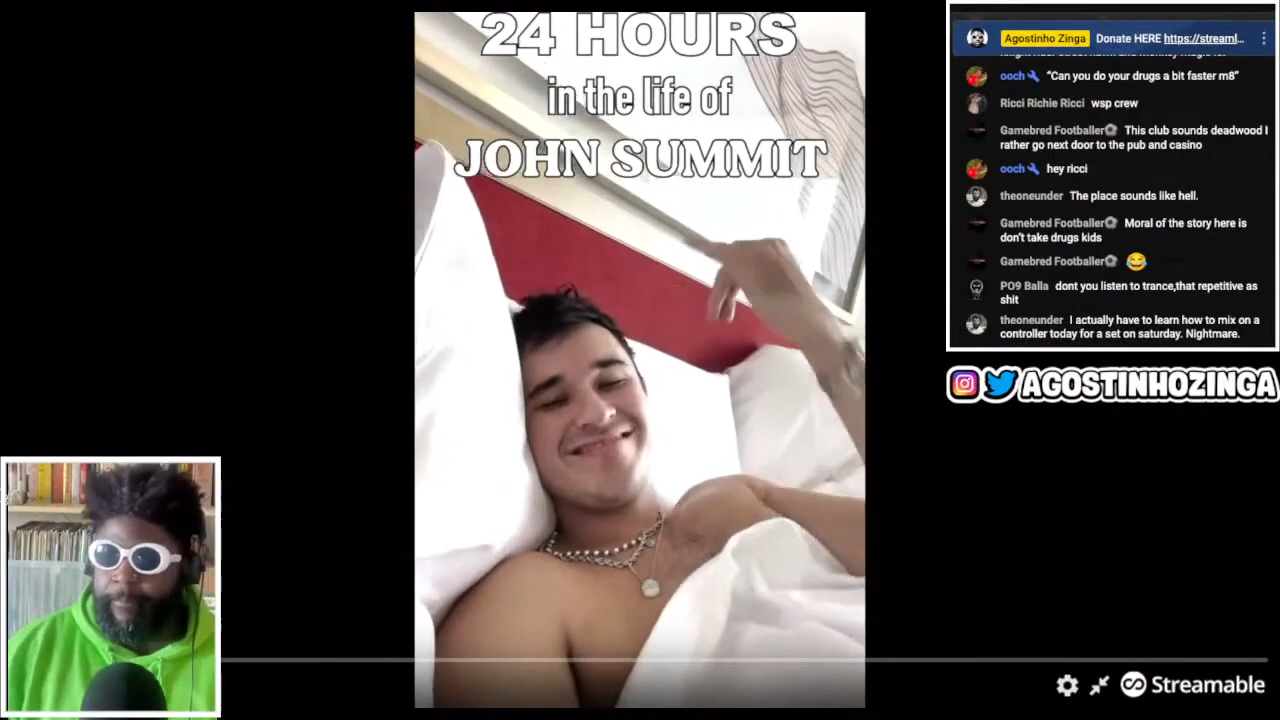 24 HOURS
in the life of
JOHN SUMMIT
Agostinho Zinga Donate HERE https://streaml...
ooch "Can you do your drugs a bit faster m8"
Ricci Richie Ricci wsp crew
Gamebred Footballer This club sounds deadwood I
rather go next door to the pub and casino
ooch hey ricci
theoneunder The place sounds like hell.
Gamebred Footballer Moral of the story here is
don't take drugs kids
Gamebred Footballer 😂
PO9 Balla dont you listen to trance,that repetitive as
shit
theoneunder I actually have to learn how to mix on a
controller today for a set on saturday. Nightmare.
AGOSTINHOZINGA
Streamable